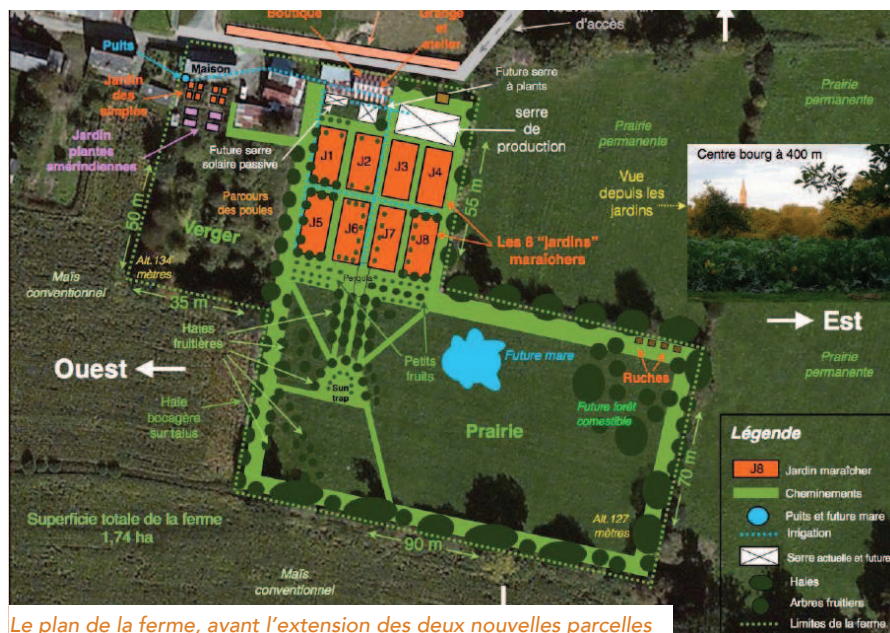 Boutique
Grange et
atelier
d'accès
Puits
Maison
Future serre
à plants
Jardin
des
simples
serre
de
production
Prairie
permanente
Prairie
permanente
Jardin
plantes
amérindiennes
Future serre
solaire passive
Centre bourg à 400 m
Vue
depuis les
jardins
J1
J2
J3
J4
Parcours
des poules
50 m
55 m
Verger
J5
J6
J7
J8
Les 8 "jardins"
maraîchers
Alt.134
mètres
Maïs
conventionnel
35 m
Pergola
Est
Haies
fruitières
Petits
fruits
Future mare
Ruches
Prairie
permanente
Ouest
Sun
trap
Future forêt
comestible
Haie
bocagère
sur talus
Prairie
70 m
Superficie totale de la ferme
1,74 ha
Alt.127
mètres
90 m
Maïs
conventionnel
Légende
J8 Jardin maraîcher
Cheminements
Puits et future mare
Irrigation
Serre actuelle et future
Haies
Arbres fruitiers
Limites de la ferme
Le plan de la ferme, avant l'extension des deux nouvelles parcelles